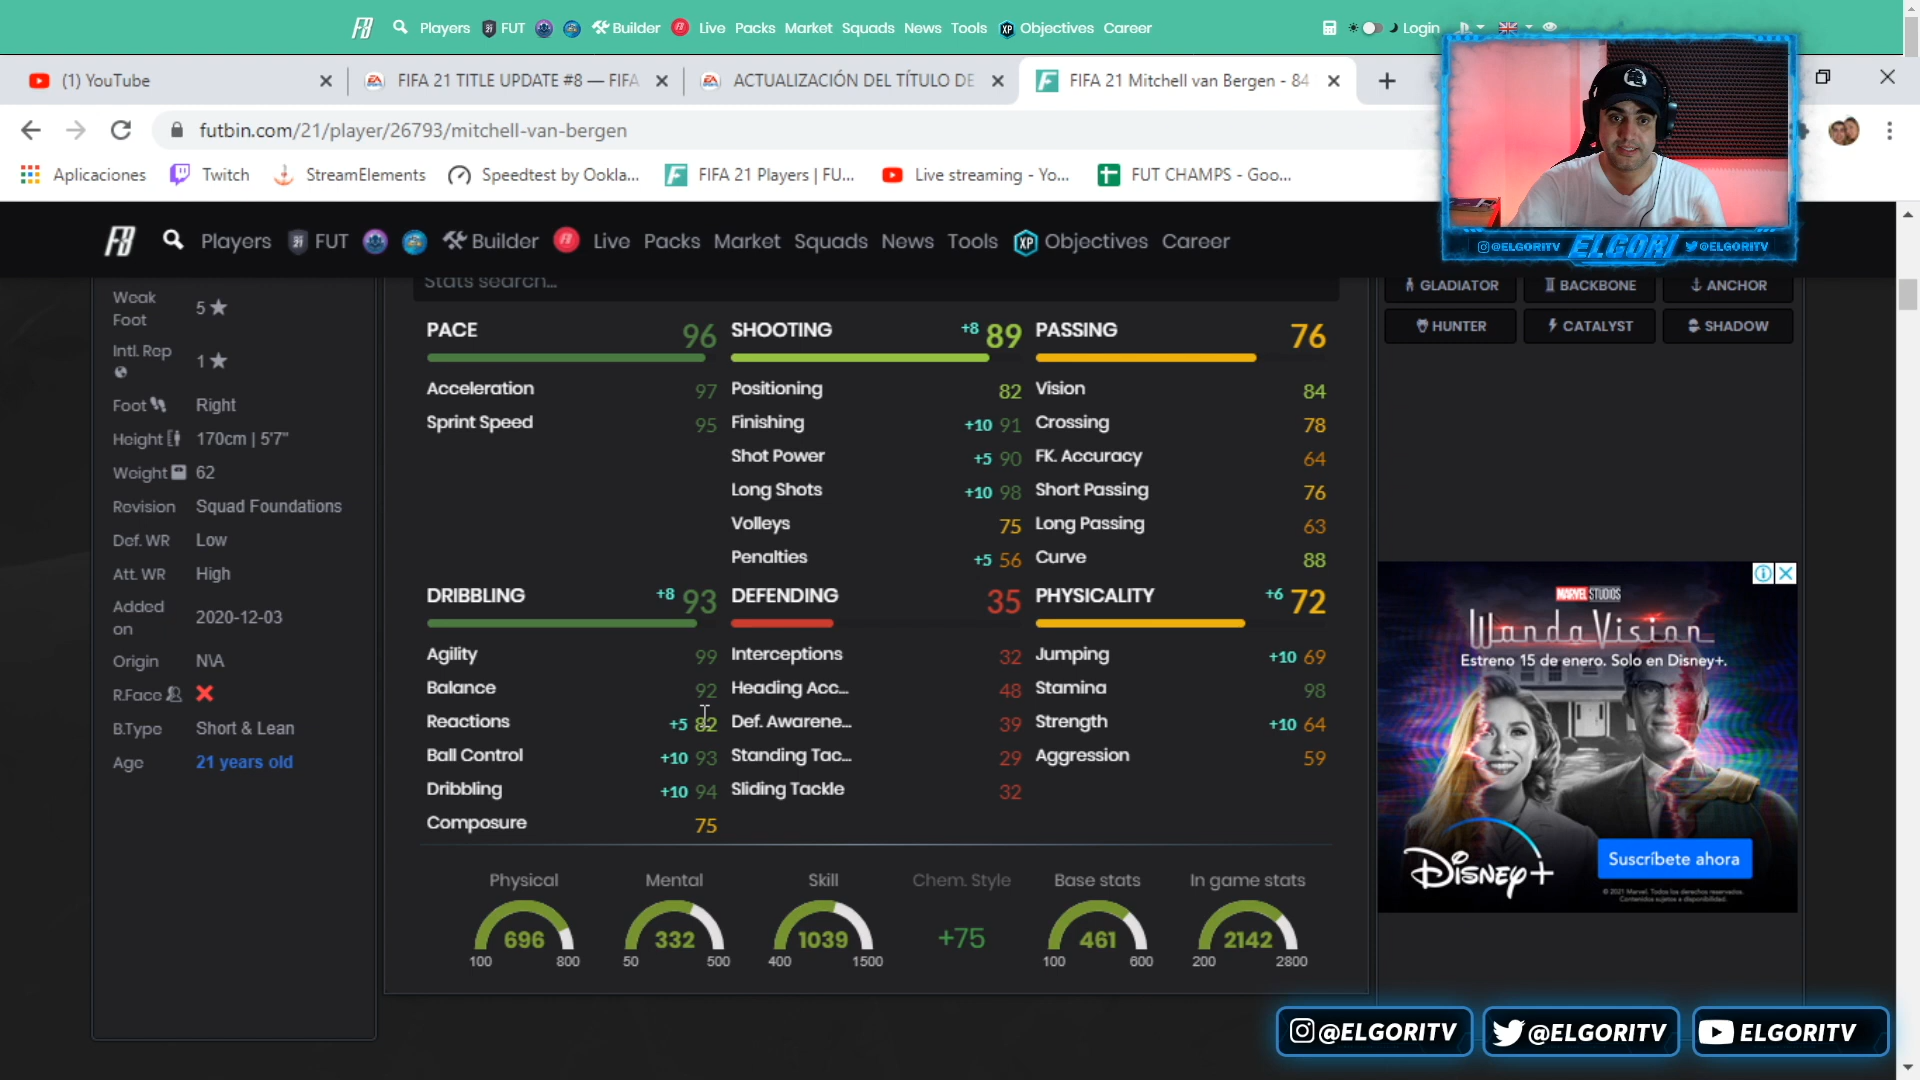 Players FUT Builder Live Packs Market Squads News Tools XP Objectives Career Login
(1) YouTube FIFA 21 TITLE UPDATE #8 — FIFA ACTUALIZACIÓN DEL TÍTULO DE FIFA 21 Mitchell van Bergen - 84
futbin.com/21/player/26793/mitchell-van-bergen
Aplicaciones Twitch StreamElements Speedtest by Ookla... FIFA 21 Players | FU... Live streaming - Yo... FUT CHAMPS - Goo...
@ELGORITV ELGORI @ELGORITV
Players 21 FUT Builder Live Packs Market Squads News Tools XP Objectives Career
Stats search...
GLADIATOR BACKBONE ANCHOR
HUNTER CATALYST SHADOW
Weak Foot 5
Intl. Rep 1
Foot Right
Height 170cm | 5'7"
Weight 62
Revision Squad Foundations
Def. WR Low
Att. WR High
Added on 2020-12-03
Origin N\A
R.Face
B.Type Short & Lean
Age 21 years old
PACE 96
Acceleration 97
Sprint Speed 95
SHOOTING +8 89
Positioning 82
Finishing +10 91
Shot Power +5 90
Long Shots +10 98
Volleys 75
Penalties +5 56
PASSING 76
Vision 84
Crossing 78
FK. Accuracy 64
Short Passing 76
Long Passing 63
Curve 88
DRIBBLING +8 93
Agility 99
Balance 92
Reactions +5 82
Ball Control +10 93
Dribbling +10 94
Composure 75
DEFENDING 35
Interceptions 32
Heading Acc... 48
Def. Awarene... 39
Standing Tac... 29
Sliding Tackle 32
PHYSICALITY +6 72
Jumping +10 69
Stamina 98
Strength +10 64
Aggression 59
Physical Mental Skill Chem. Style Base stats In game stats
696 332 1039 +75 461 2142
100 800 50 500 400 1500 100 600 200 2800
MARVEL STUDIOS
WandaVision
Estreno 15 de enero. Solo en Disney+.
Disney+ Suscríbete ahora
© 2021 Marvel. Todos los derechos reservados.
@ELGORITV @ELGORITV ELGORITV